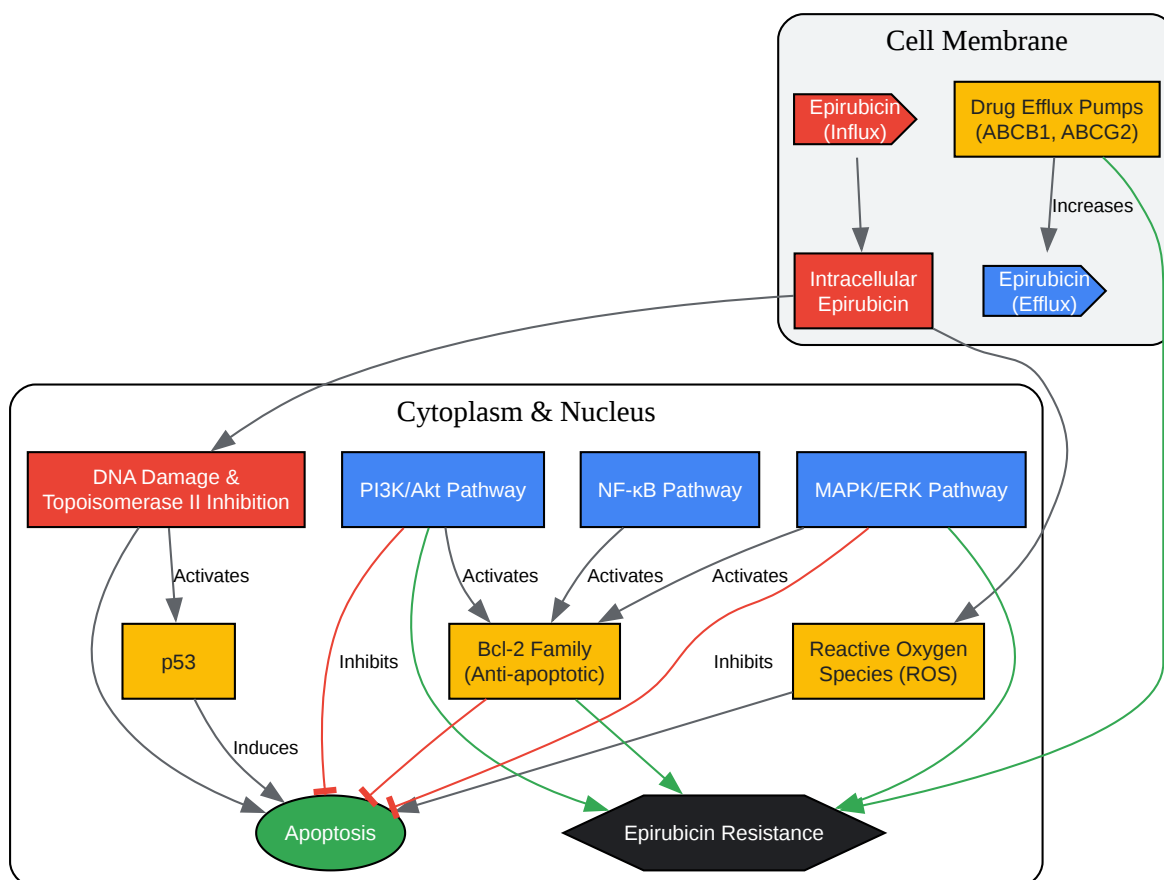 Cell Membrane
Epirubicin
(Influx)
Drug Efflux Pumps
(ABCB1, ABCG2)
Increases
Intracellular
Epirubicin
Epirubicin
(Efflux)
Cytoplasm & Nucleus
DNA Damage &
Topoisomerase II Inhibition
PI3K/Akt Pathway
NF-κB Pathway
MAPK/ERK Pathway
Activates
Activates
Activates
Activates
p53
Inhibits
Bcl-2 Family
(Anti-apoptotic)
Inhibits
Reactive Oxygen
Species (ROS)
Induces
Apoptosis
Epirubicin Resistance